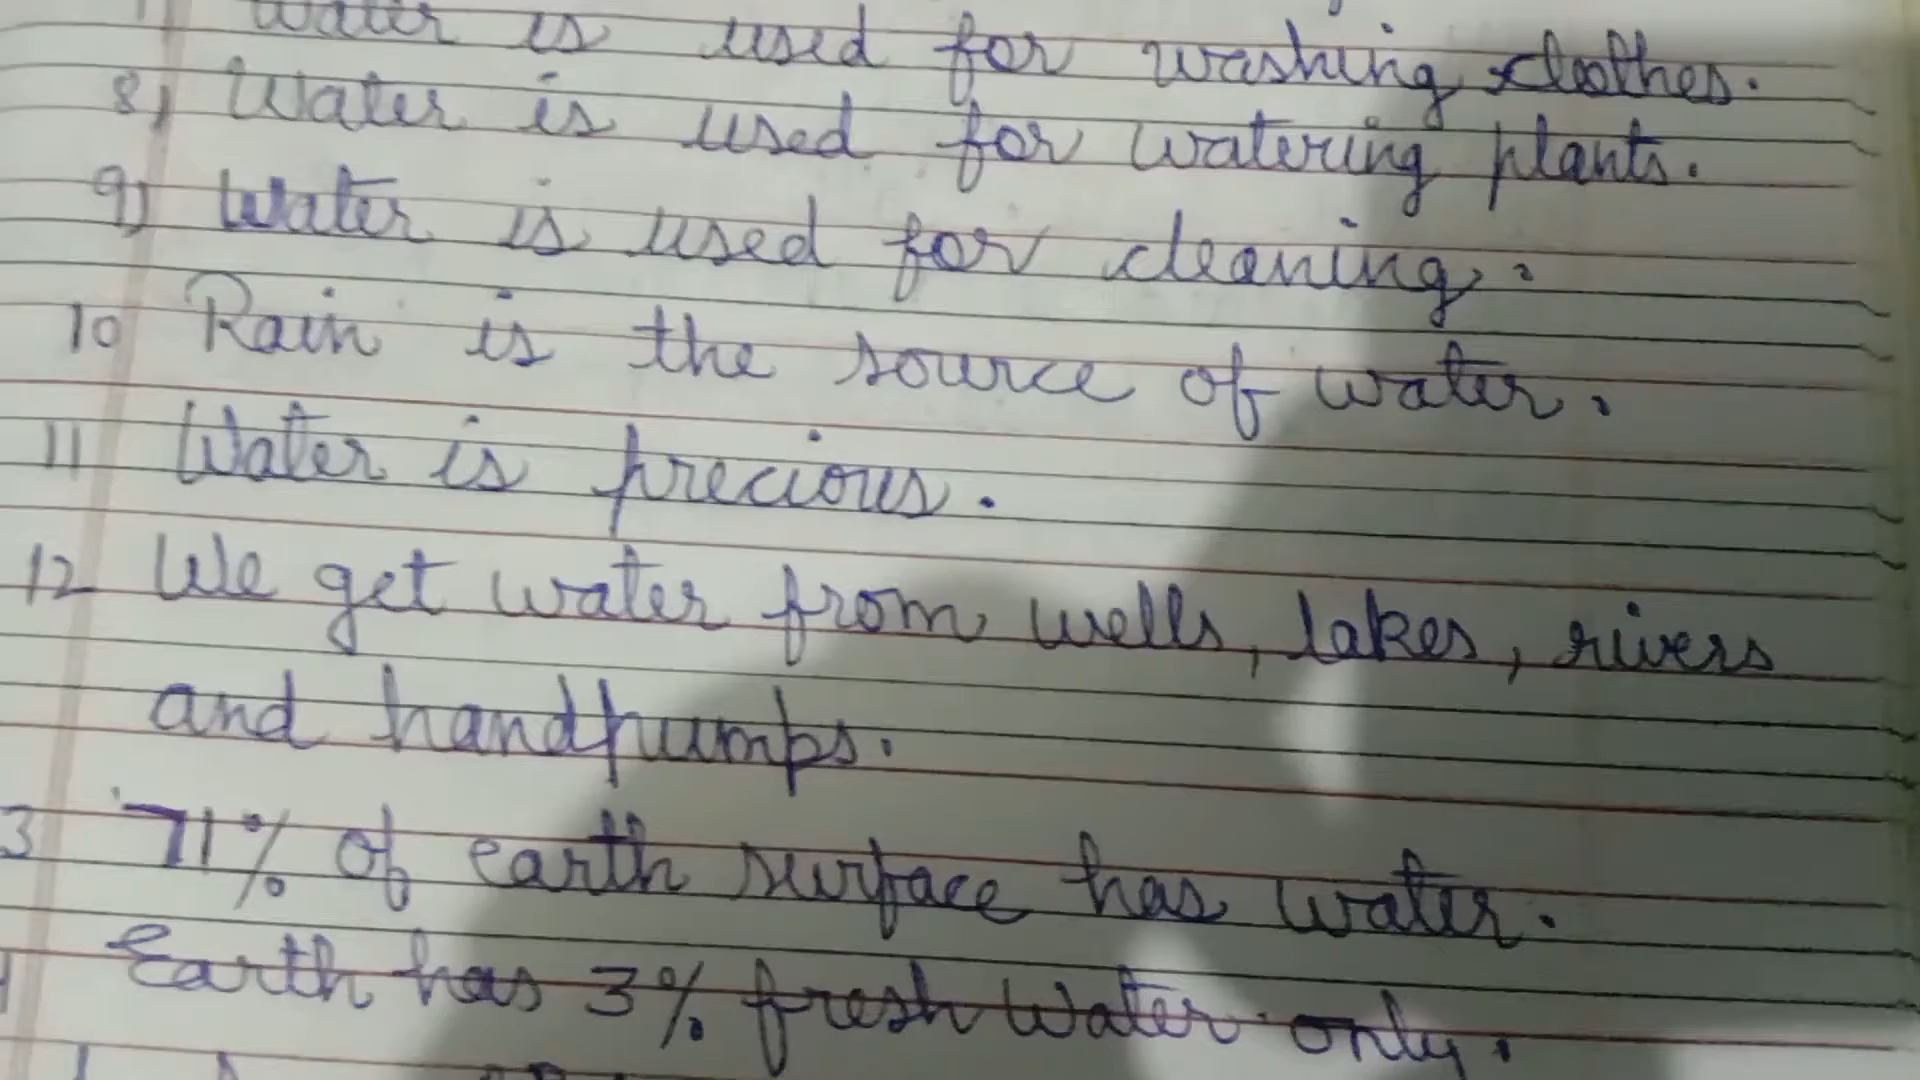 Water is used for washing clothes.
8) Water is used for watering plants.
9) Water is used for cleaning.
10 Rain is the source of water.
11 Water is precious.
12 We get water from wells, lakes, rivers
and handpumps.
3 71% of earth surface has water.
Earth has 3% fresh water only.